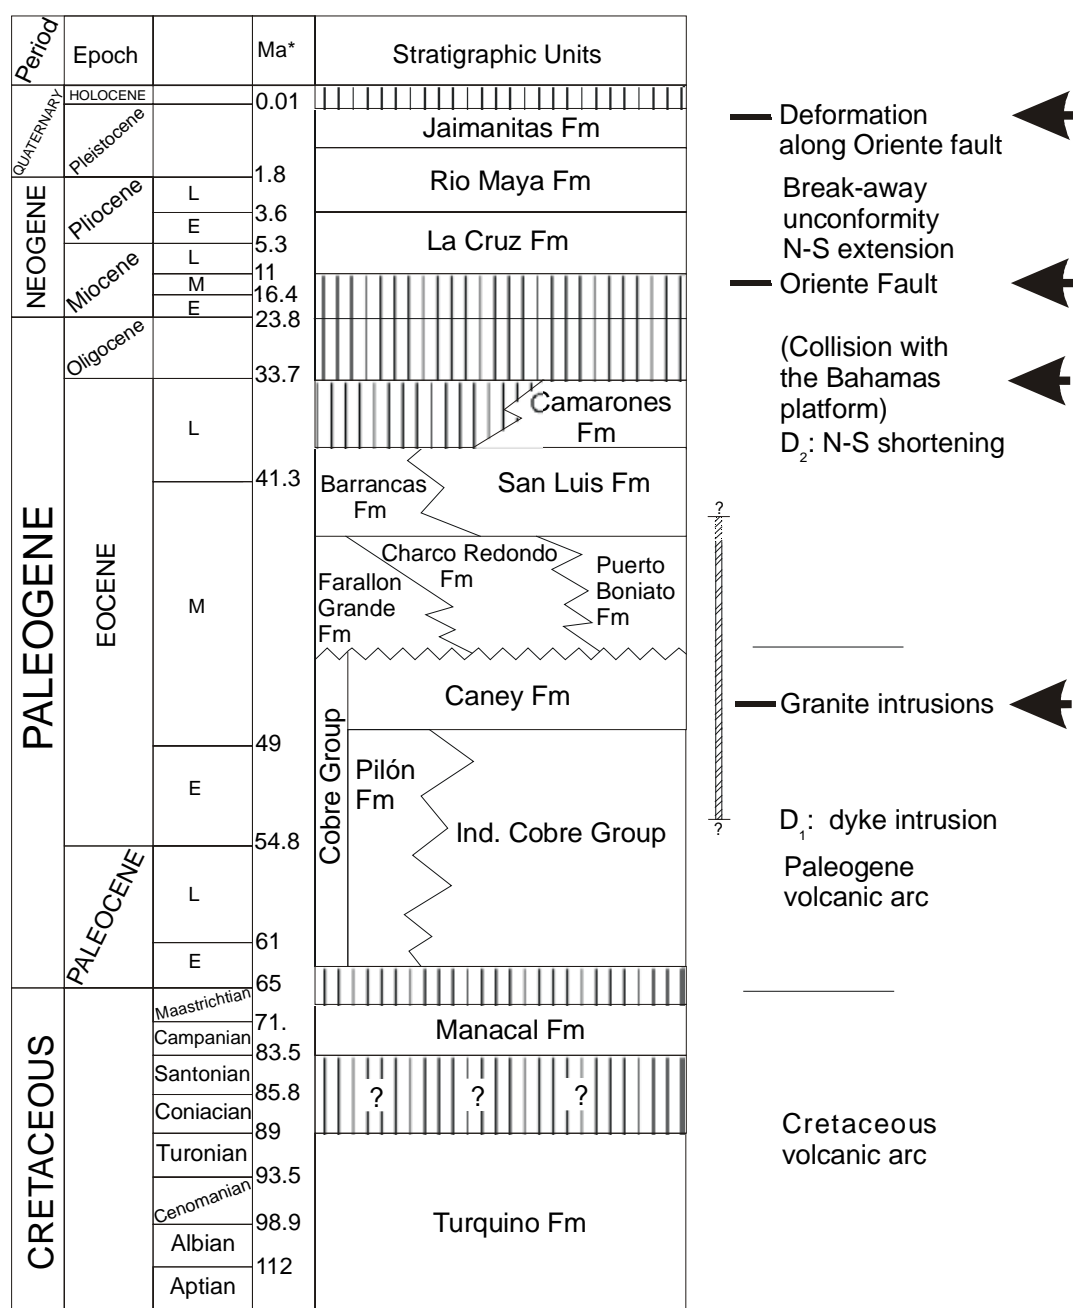 Period
Epoch
Ma*
Stratigraphic Units
QUATERNARY
HOLOCENE
0.01
Pleistocene
Jaimanitas Fm
1.8
NEOGENE
Pliocene
L
Rio Maya Fm
3.6
E
5.3
La Cruz Fm
Miocene
L
11
M
16.4
E
23.8
PALEOGENE
Oligocene
33.7
EOCENE
L
Camarones
Fm
41.3
Barrancas
Fm
San Luis Fm
M
Farallon
Grande
Fm
Charco Redondo
Fm
Puerto
Boniato
Fm
Cobre Group
Caney Fm
49
E
Pilón
Fm
Ind. Cobre Group
54.8
PALEOCENE
L
61
E
65
CRETACEOUS
Maastrichtian
71.
Campanian
Manacal Fm
83.5
Santonian
? ? ?
85.8
Coniacian
89
Turonian
93.5
Cenomanian
Turquino Fm
98.9
Albian
112
Aptian
Deformation
along Oriente fault
Break-away
unconformity
N-S extension
Oriente Fault
(Collision with
the Bahamas
platform)
D2: N-S shortening
?
Granite intrusions
?
D1: dyke intrusion
Paleogene
volcanic arc
Cretaceous
volcanic arc